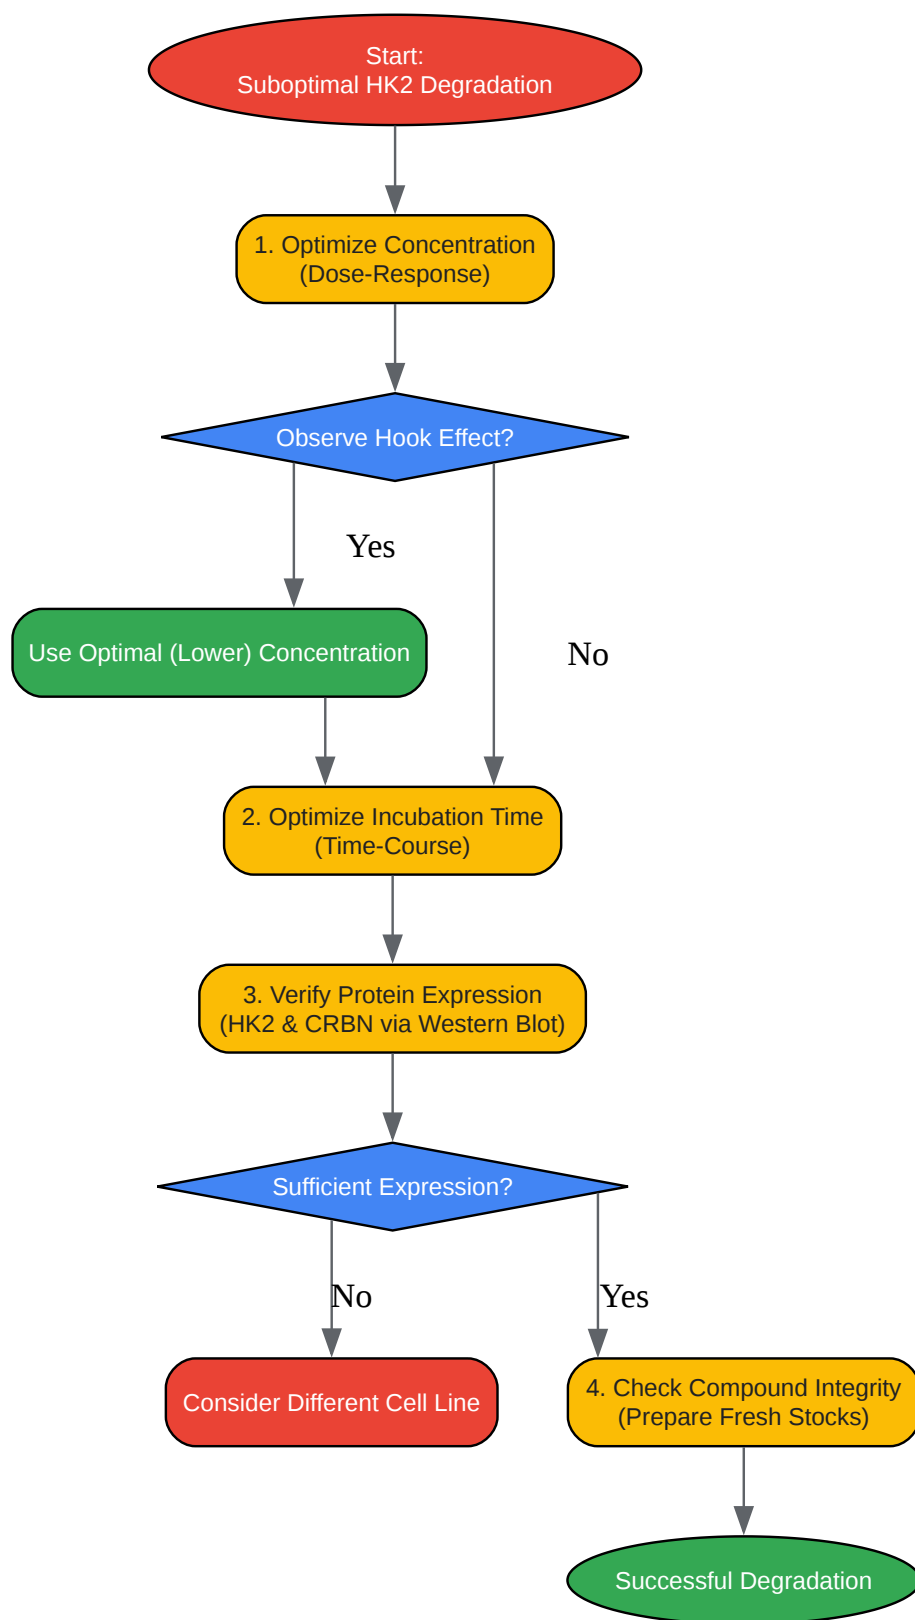 Start:
Suboptimal HK2 Degradation
1. Optimize Concentration
(Dose-Response)
Observe Hook Effect?
Yes
Use Optimal (Lower) Concentration
No
2. Optimize Incubation Time
(Time-Course)
3. Verify Protein Expression
(HK2 & CRBN via Western Blot)
Sufficient Expression?
No
Yes
Consider Different Cell Line
4. Check Compound Integrity
(Prepare Fresh Stocks)
Successful Degradation